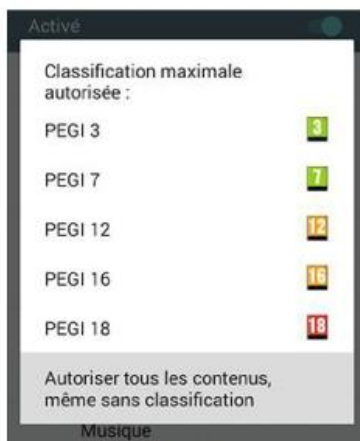 Activé
Classification maximale
autorisée :
PEGI 3 3
PEGI 7 7
PEGI 12 12
PEGI 16 16
PEGI 18 18
Autoriser tous les contenus,
même sans classification
Musique